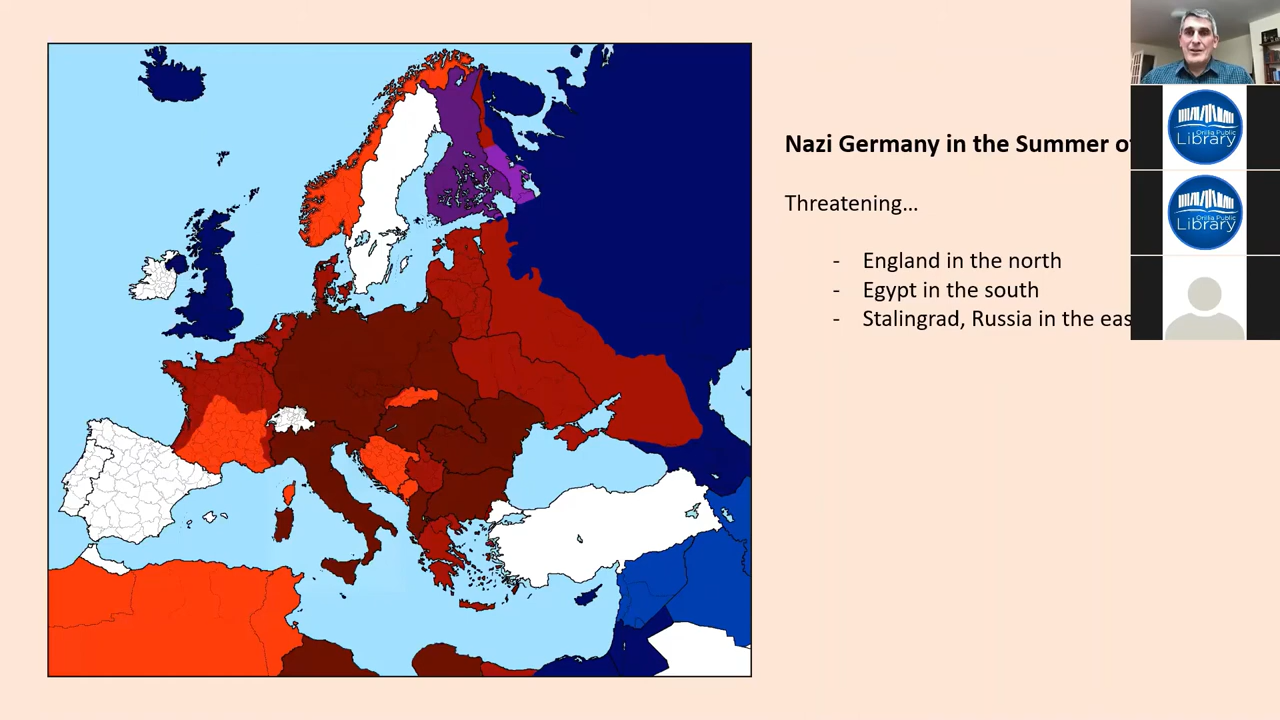 Nazi Germany in the Summer of
Threatening...
- England in the north
- Egypt in the south
- Stalingrad, Russia in the eas
Orillia Public
Library
Orillia Public
Library